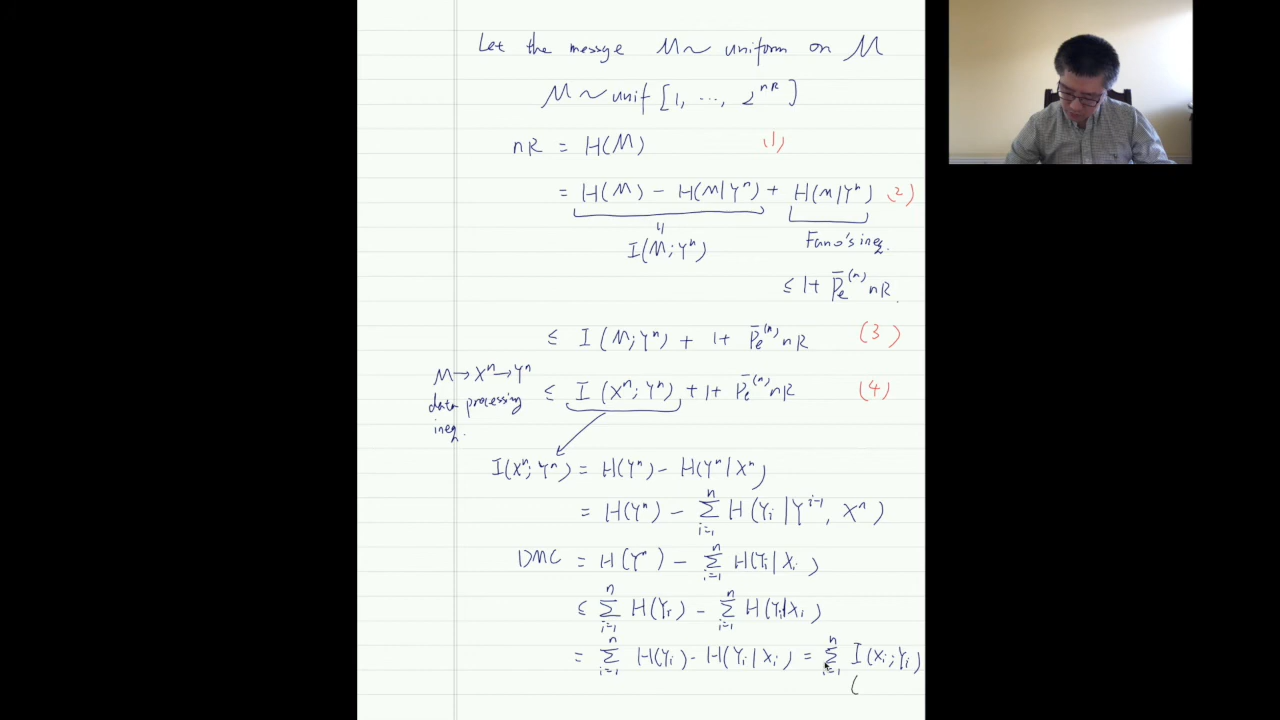 Let the messge M ~ uniform on ℳ
M ~ unif [1, ..., 2^{nR}]
nR = H(M) (1)
= H(M) - H(M|Y^n) + H(M|Y^n) (2)
"
I(M;Y^n) Fano's ineq.
≤ 1 + P̄_e^{(n)} nR.
≤ I(M;Y^n) + 1 + P̄_e^{(n)} nR (3)
M → X^n → Y^n
≤ I(X^n;Y^n) + 1 + P̄_e^{(n)} nR (4)
data processing
ineq.
I(X^n;Y^n) = H(Y^n) - H(Y^n|X^n)
= H(Y^n) - Σ_{i=1}^n H(Y_i|Y^{i-1}, X^n)
DMC = H(Y^n) - Σ_{i=1}^n H(Y_i|X_i)
≤ Σ_{i=1}^n H(Y_i) - Σ_{i=1}^n H(Y_i|X_i)
= Σ_{i=1}^n H(Y_i) - H(Y_i|X_i) = Σ_{i=1}^n I(X_i;Y_i)
(